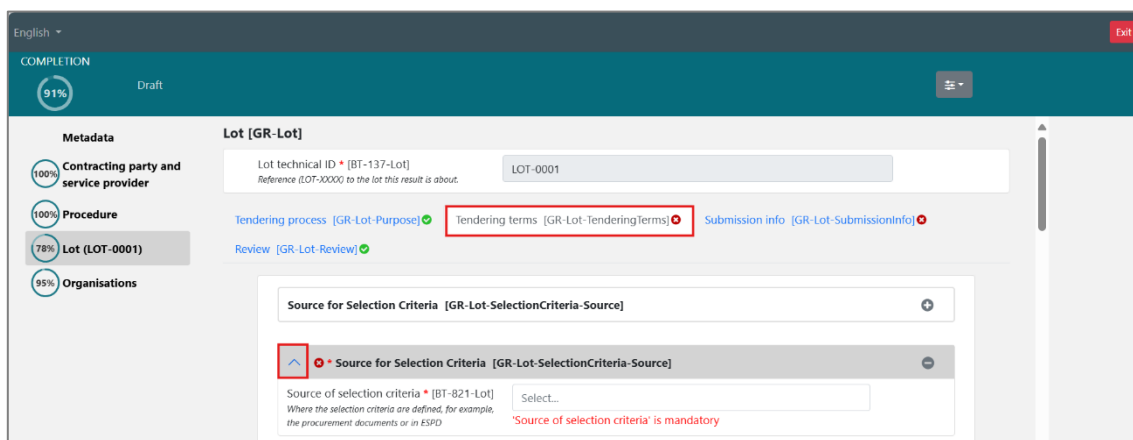 English
Exit
COMPLETION
91%
Draft
Metadata
100%
Contracting party and
service provider
100%
Procedure
78%
Lot (LOT-0001)
95%
Organisations
Lot [GR-Lot]
Lot technical ID * [BT-137-Lot]
Reference (LOT-XXXX) to the lot this result is about.
LOT-0001
Tendering process [GR-Lot-Purpose]
Tendering terms [GR-Lot-TenderingTerms]
Submission info [GR-Lot-SubmissionInfo]
Review [GR-Lot-Review]
Source for Selection Criteria [GR-Lot-SelectionCriteria-Source]
* Source for Selection Criteria [GR-Lot-SelectionCriteria-Source]
Source of selection criteria * [BT-821-Lot]
Where the selection criteria are defined, for example,
the procurement documents or in ESPD
Select...
'Source of selection criteria' is mandatory